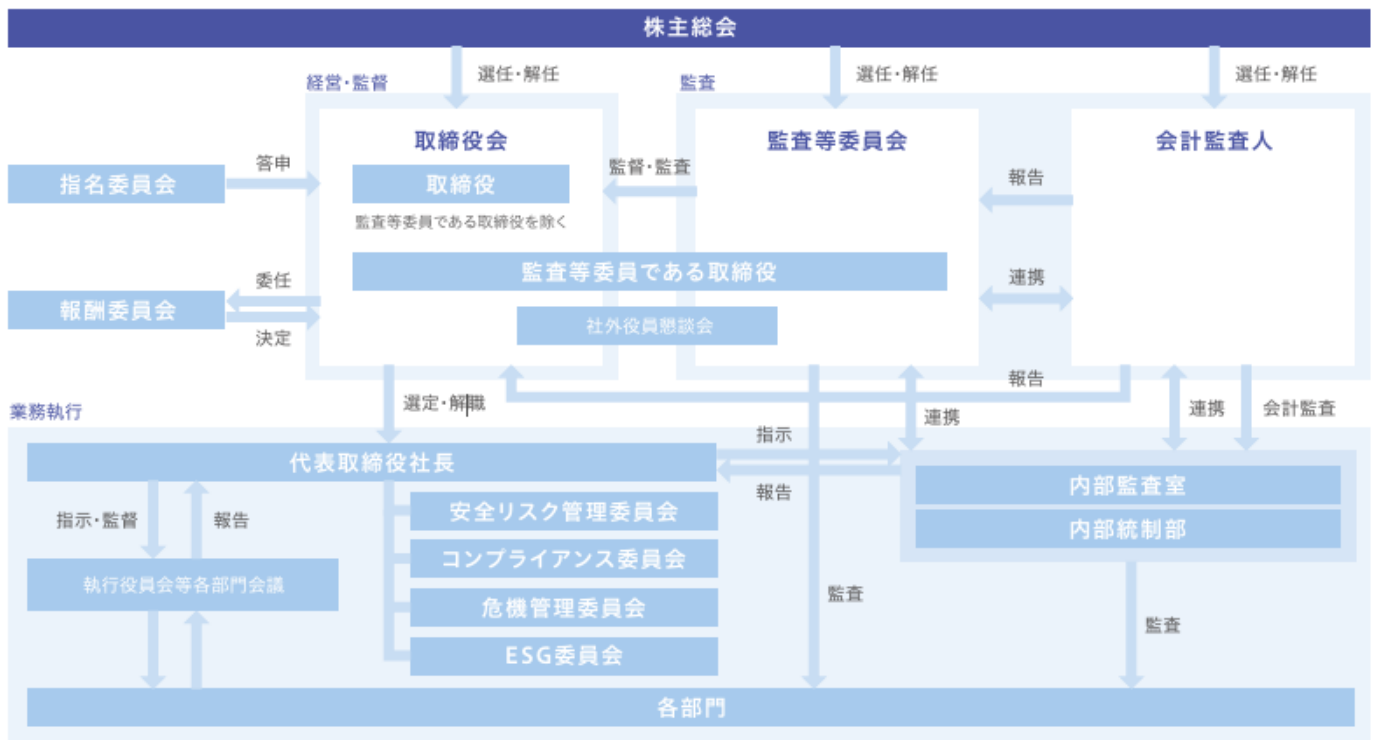 株主総会
経営・監督
選任・解任
監査
選任・解任
選任・解任
取締役会
監査等委員会
会計監査人
指名委員会
答申
取締役
監督・監査
報告
監査等委員である取締役を除く
監査等委員である取締役
報酬委員会
委任
決定
連携
社外役員懇談会
業務執行
選定・解職
報告
連携
連携
会計監査
代表取締役社長
指示
報告
内部監査室
内部統制部
指示・監督
報告
安全リスク管理委員会
コンプライアンス委員会
危機管理委員会
ESG委員会
執行役員会等各部門会議
監査
監査
各部門